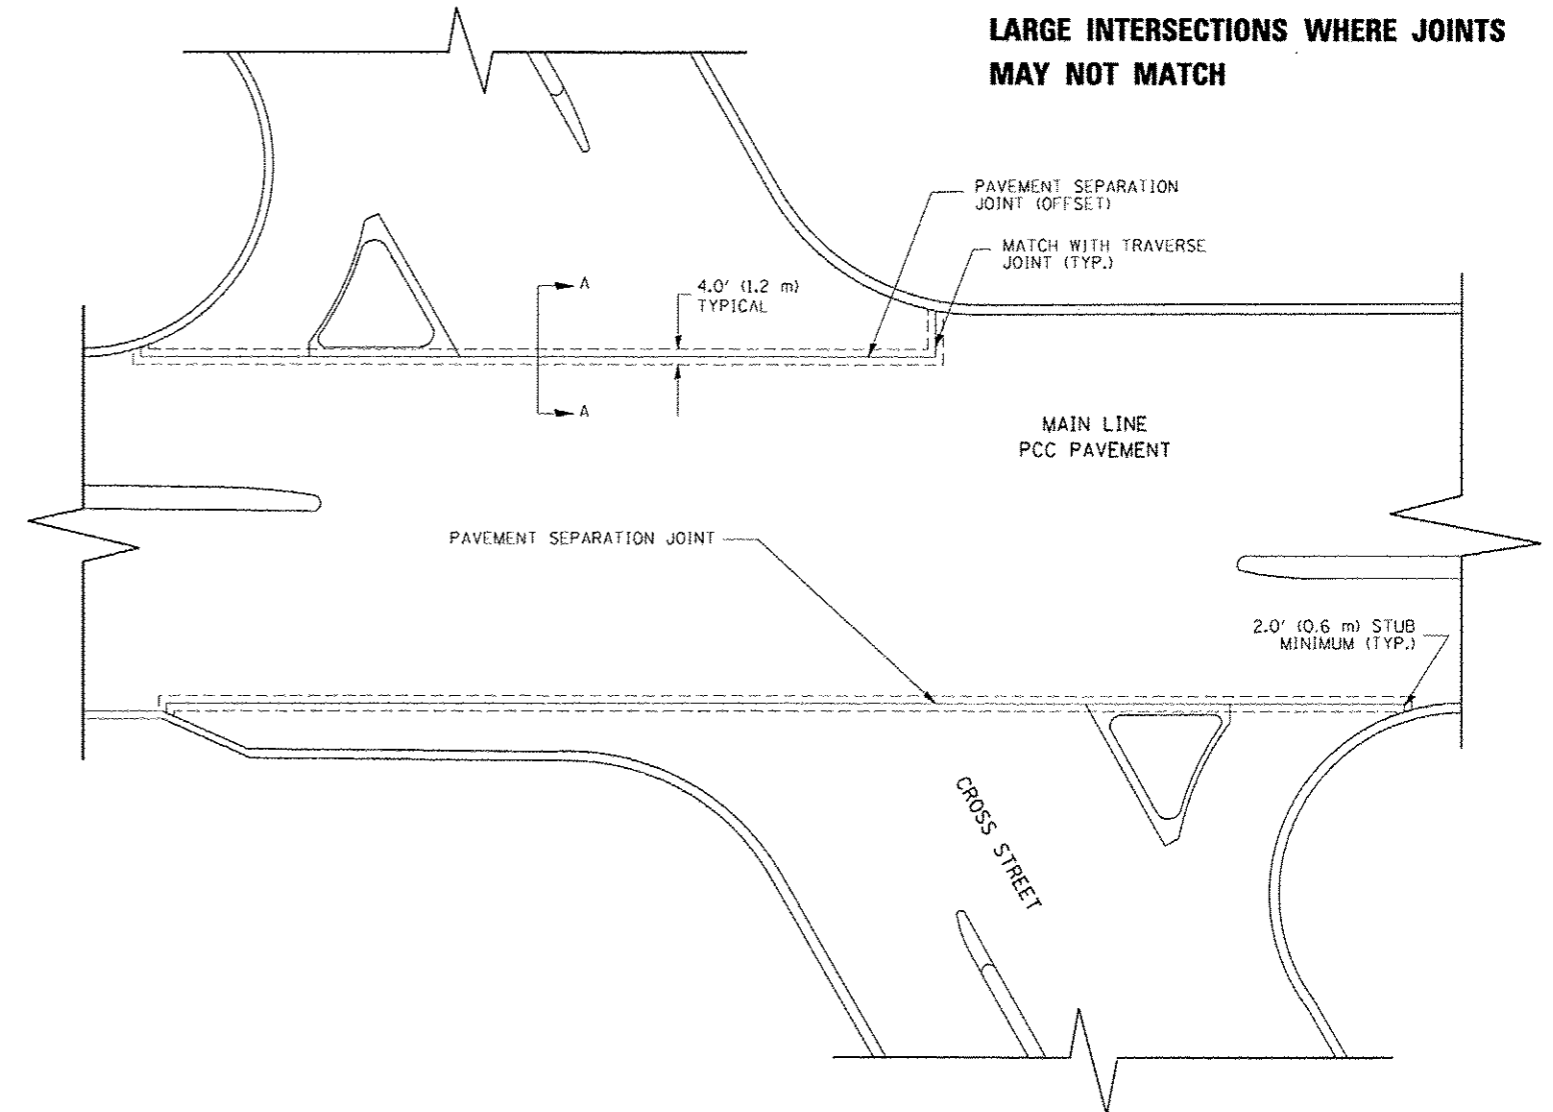 LARGE INTERSECTIONS WHERE JOINTS
MAY NOT MATCH
PAVEMENT SEPARATION
JOINT (OFFSET)
MATCH WITH TRAVERSE
JOINT (TYP.)
A
4.0' (1.2 m)
TYPICAL
A
MAIN LINE
PCC PAVEMENT
PAVEMENT SEPARATION JOINT
2.0' (0.6 m) STUB
MINIMUM (TYP.)
CROSS STREET